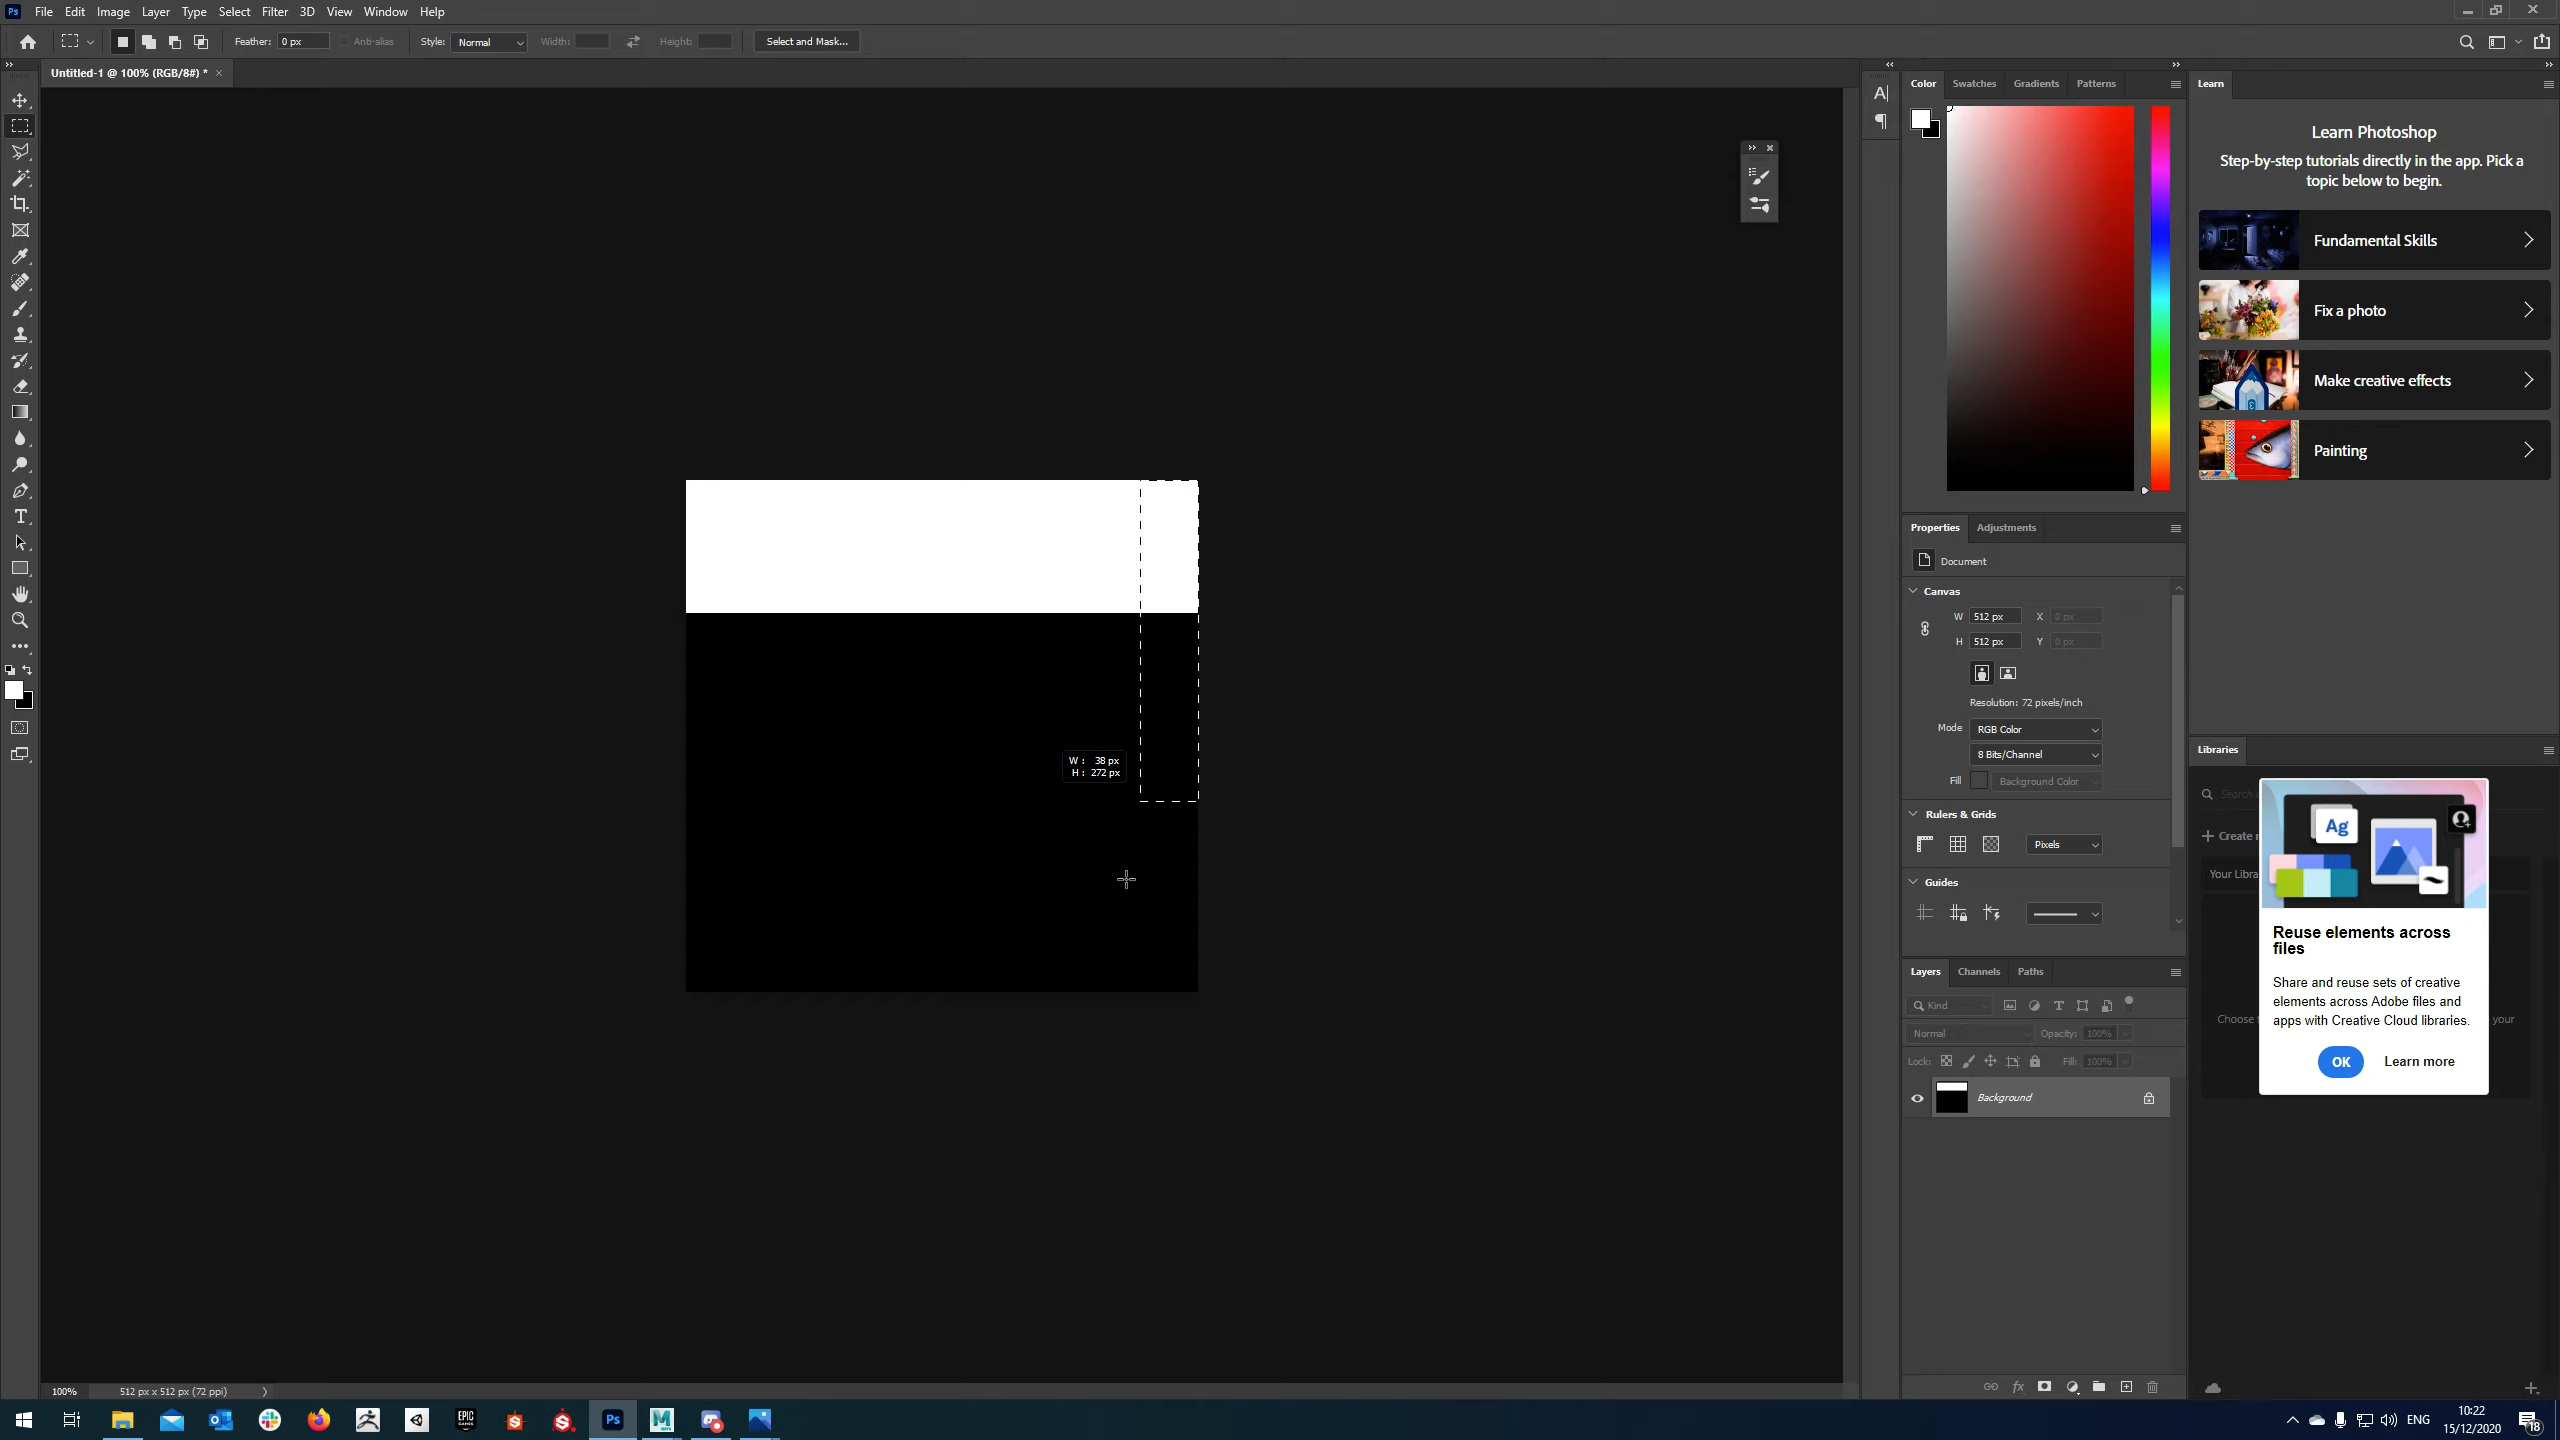 Ps File Edit Image Layer Type Select Filter 3D View Window Help
Feather: 0 px Anti-alias Style: Normal Width: Height: Select and Mask...
Untitled-1 @ 100% (RGB/8#) *
Color Swatches Gradients Patterns
Learn
Learn Photoshop
Step-by-step tutorials directly in the app. Pick a
topic below to begin.
Fundamental Skills
Fix a photo
Make creative effects
Painting
Properties Adjustments
Document
Canvas
W 512 px X 0 px
H 512 px Y 0 px
Resolution: 72 pixels/inch
Mode RGB Color
8 Bits/Channel
Fill Background Color
Rulers & Grids
Pixels
Guides
W : 38 px
H : 272 px
Layers Channels Paths
Kind
Normal Opacity: 100%
Lock: Fill: 100%
Background
Libraries
Search
Create
Your Libra
Ag
Choose your
Reuse elements across
files
Share and reuse sets of creative
elements across Adobe files and
apps with Creative Cloud libraries.
OK Learn more
100% 512 px x 512 px (72 ppi)
EPIC
GAMES
Ps
M
ENG
10:22
15/12/2020
18